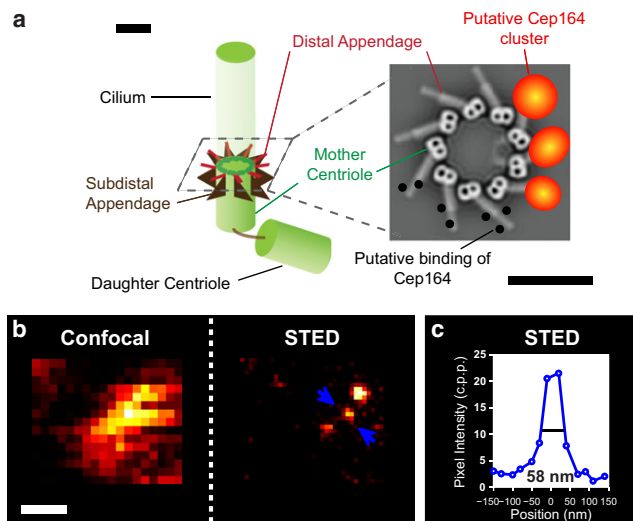 a
Distal Appendage
Putative Cep164
cluster
Cilium
Mother
Centriole
Subdistal
Appendage
Daughter Centriole
Putative binding of
Cep164
b
Confocal
STED
c
STED
Pixel Intensity (c.p.p.)
25
20
15
10
5
0
58 nm
−150 −100 −50 0 50 100 150
Position (nm)